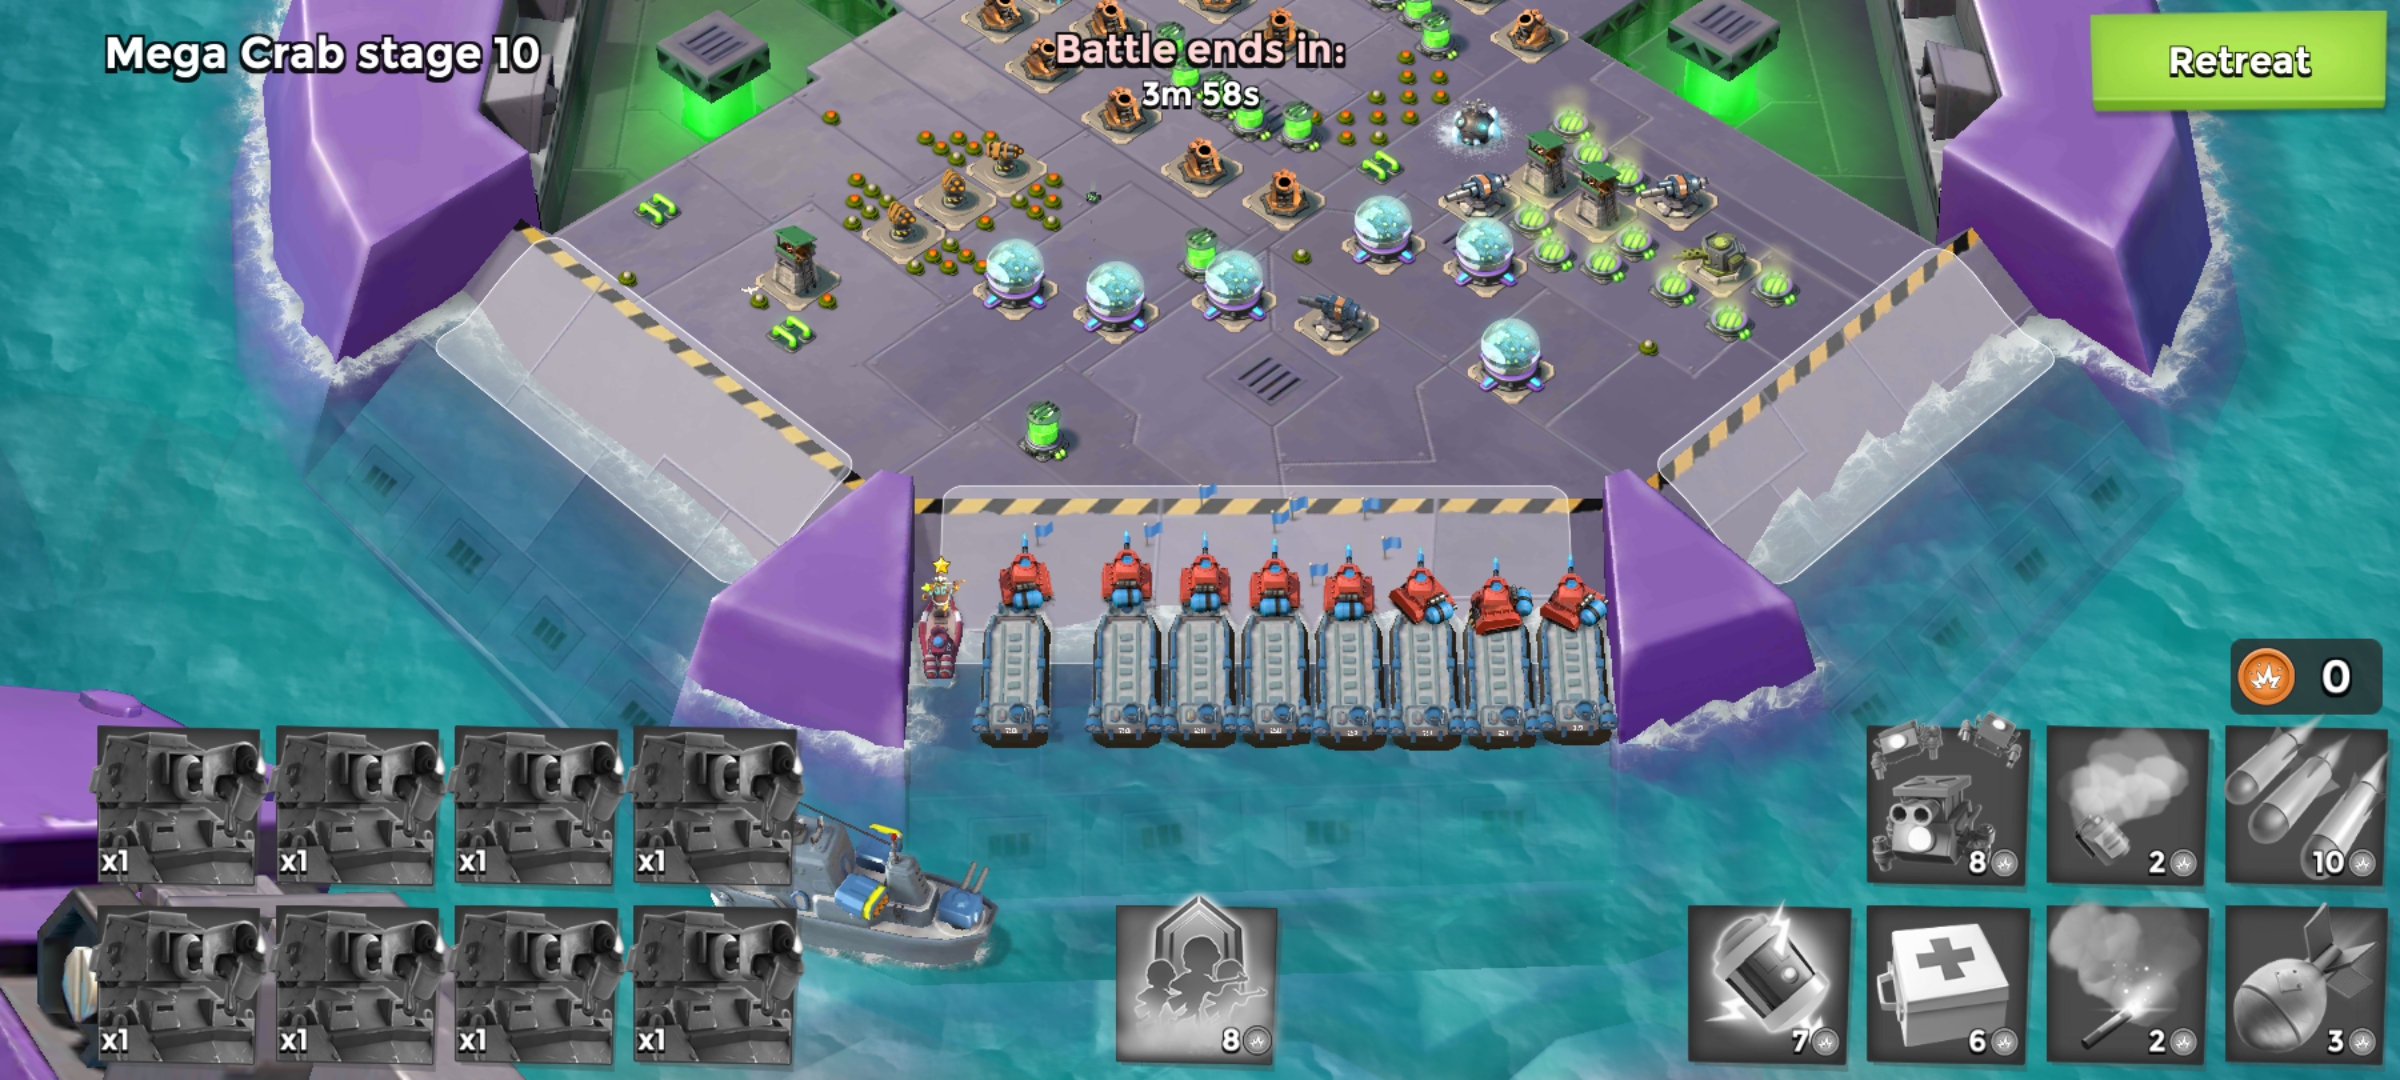 Mega Crab stage 10
Battle ends in:
3m 58s
Retreat
0
x1
x1
x1
x1
8
2
10
x1
x1
x1
x1
8
7
6
2
3